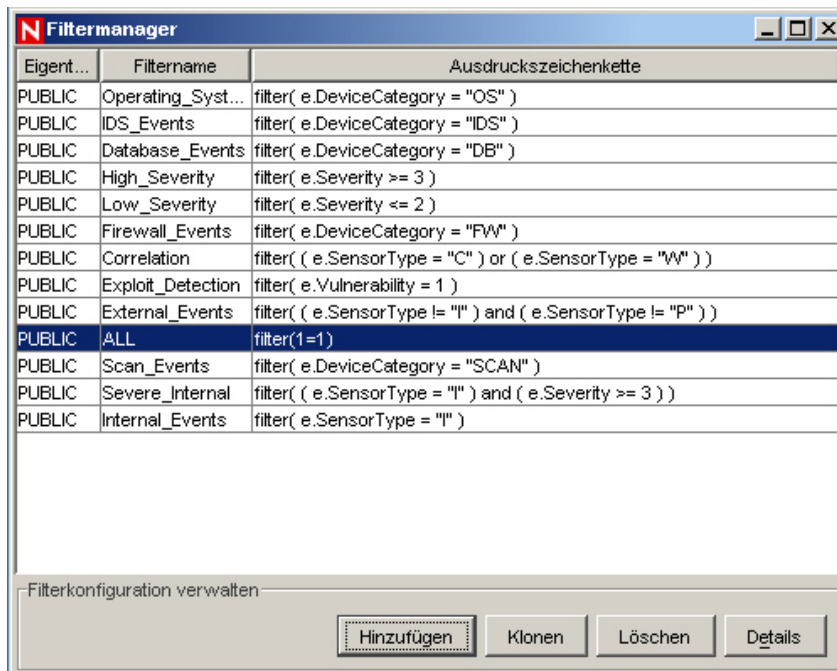 N Filtermanager
Eigent... Filtername Ausdruckszeichenkette
PUBLIC Operating_Syst... filter( e.DeviceCategory = "OS" )
PUBLIC IDS_Events filter( e.DeviceCategory = "IDS" )
PUBLIC Database_Events filter( e.DeviceCategory = "DB" )
PUBLIC High_Severity filter( e.Severity >= 3 )
PUBLIC Low_Severity filter( e.Severity <= 2 )
PUBLIC Firewall_Events filter( e.DeviceCategory = "FW" )
PUBLIC Correlation filter( ( e.SensorType = "C" ) or ( e.SensorType = "W" ) )
PUBLIC Exploit_Detection filter( e.Vulnerability = 1 )
PUBLIC External_Events filter( ( e.SensorType != "I" ) and ( e.SensorType != "P" ) )
PUBLIC ALL filter(1=1)
PUBLIC Scan_Events filter( e.DeviceCategory = "SCAN" )
PUBLIC Severe_Internal filter( ( e.SensorType = "I" ) and ( e.Severity >= 3 ) )
PUBLIC Internal_Events filter( e.SensorType = "I" )
Filterkonfiguration verwalten
Hinzufügen Klonen Löschen Details